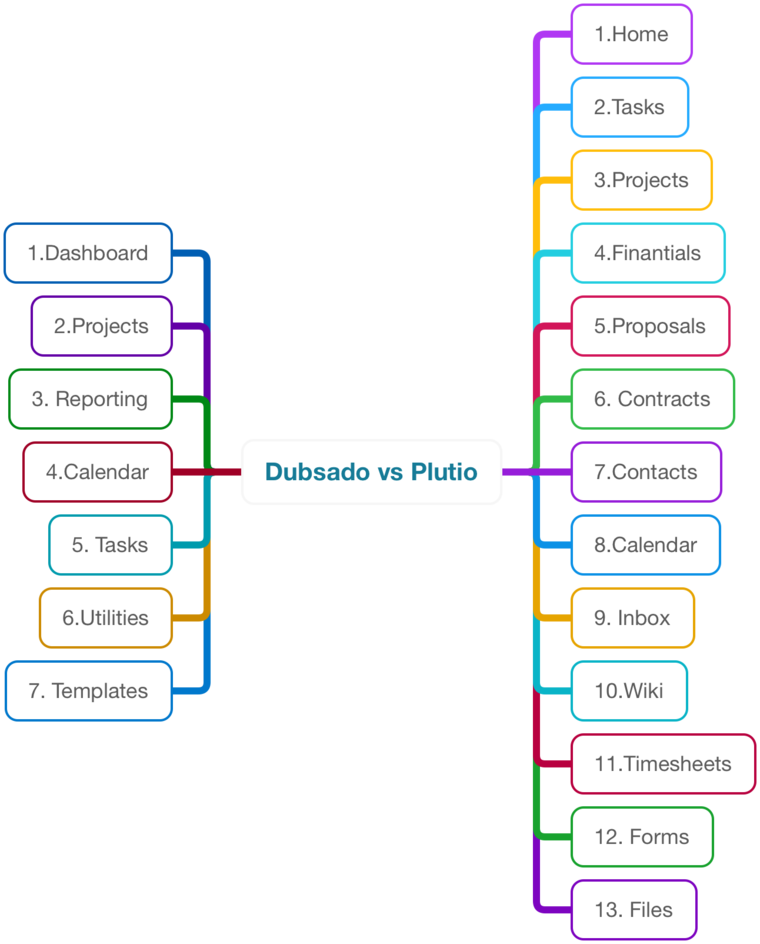 1.Dashboard
2.Projects
3. Reporting
4.Calendar
5. Tasks
6.Utilities
7. Templates
Dubsado vs Plutio
1.Home
2.Tasks
3.Projects
4.Finantials
5.Proposals
6. Contracts
7.Contacts
8.Calendar
9. Inbox
10.Wiki
11.Timesheets
12. Forms
13. Files